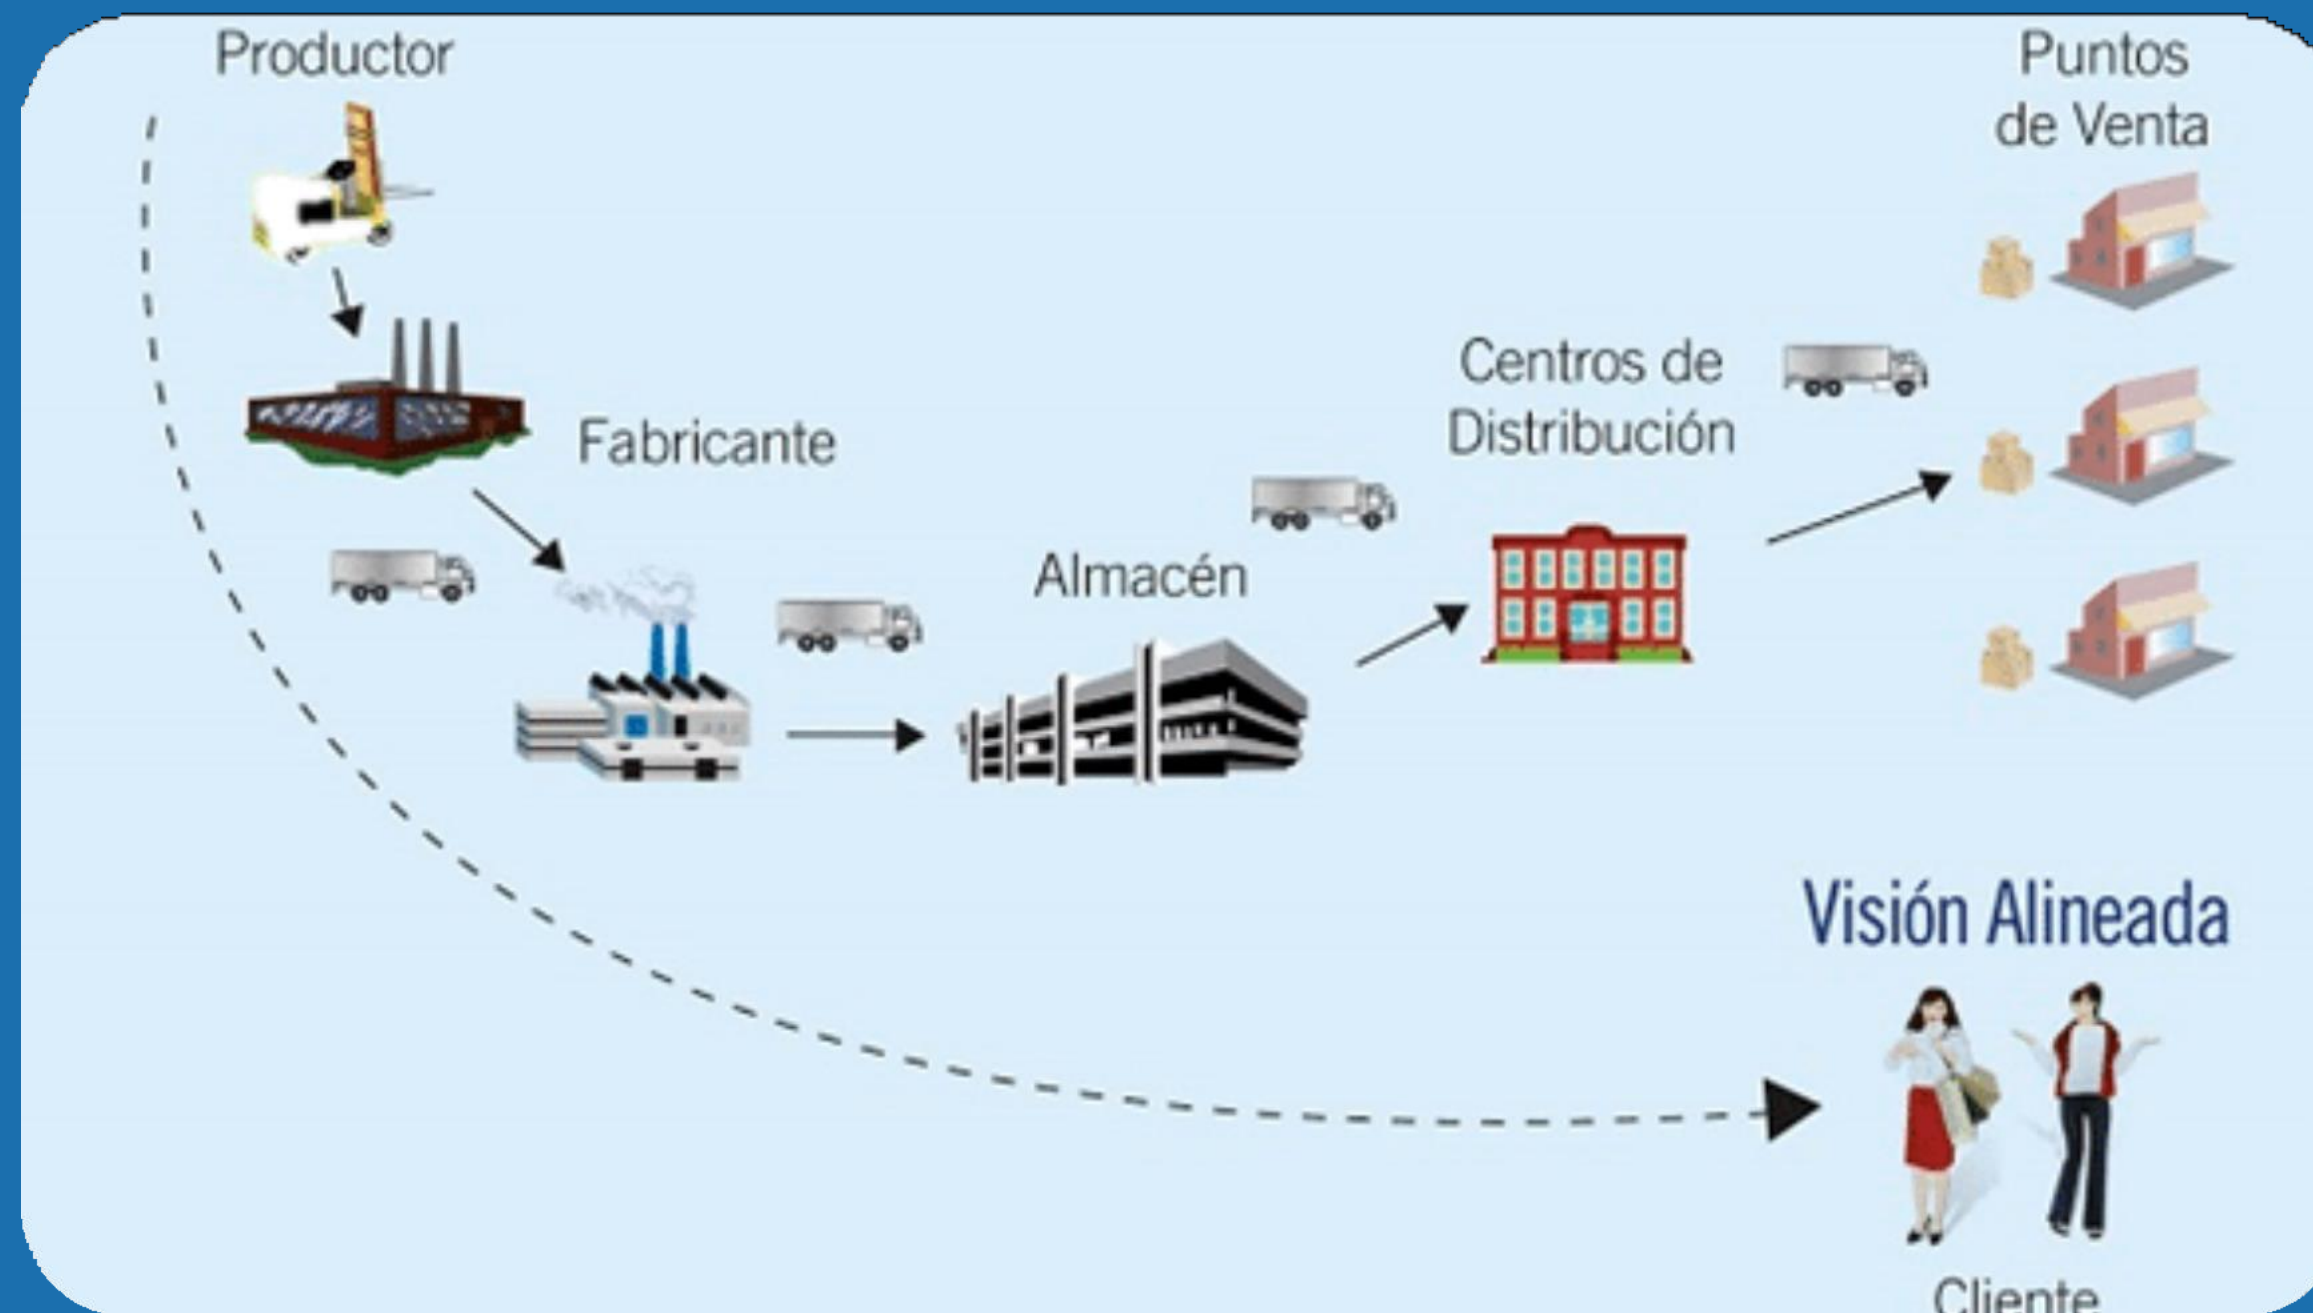 Productor
Puntos
de Venta
Centros de
Distribución
Fabricante
Almacén
Visión Alineada
Cliente